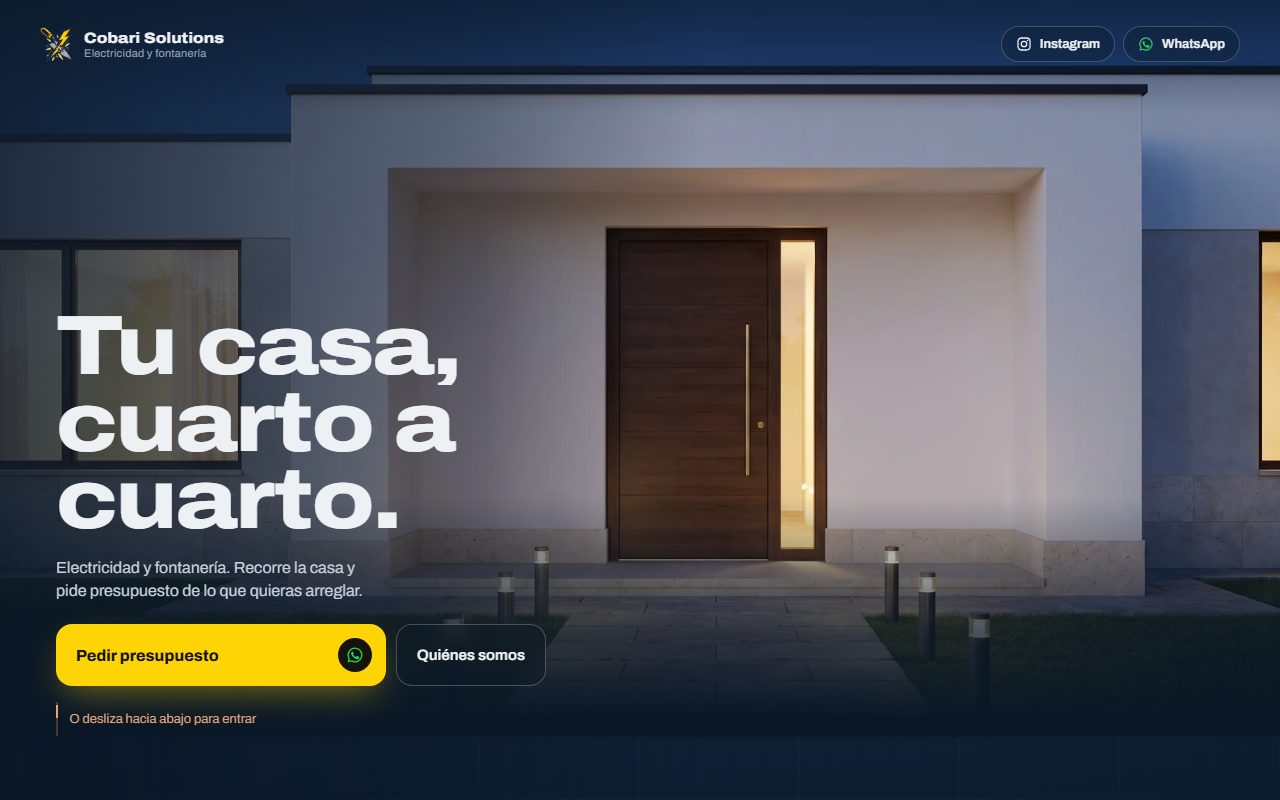 Cobari Solutions
Electricidad y fontanería
Instagram
WhatsApp
Tu casa,
cuarto a
cuarto.
Electricidad y fontanería. Recorre la casa y
pide presupuesto de lo que quieras arreglar.
Pedir presupuesto
Quiénes somos
O desliza hacia abajo para entrar